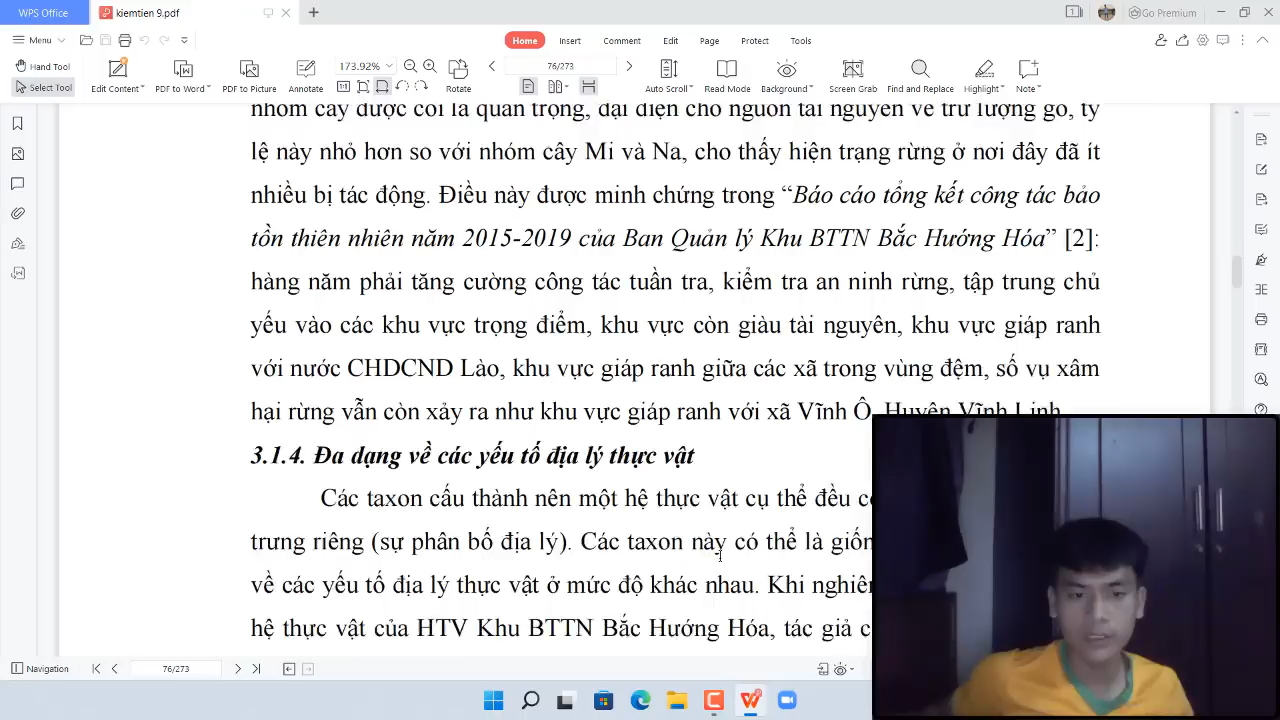 WPS Office
kiemtien 9.pdf
Go Premium
Menu
Home Insert Comment Edit Page Protect Tools
Hand Tool
Select Tool
Edit Content
PDF to Word
PDF to Picture
Annotate
173.92%
Rotate
76/273
Auto Scroll
Read Mode
Background
Screen Grab
Find and Replace
Highlight
Note
nhóm cây được coi là quan trọng, đại diện cho nguồn tài nguyên về trữ lượng gỗ, tỷ
lệ này nhỏ hơn so với nhóm cây Mi và Na, cho thấy hiện trạng rừng ở nơi đây đã ít
nhiều bị tác động. Điều này được minh chứng trong “Báo cáo tổng kết công tác bảo
tồn thiên nhiên năm 2015-2019 của Ban Quản lý Khu BTTN Bắc Hướng Hóa” [2]:
hàng năm phải tăng cường công tác tuần tra, kiểm tra an ninh rừng, tập trung chủ
yếu vào các khu vực trọng điểm, khu vực còn giàu tài nguyên, khu vực giáp ranh
với nước CHDCND Lào, khu vực giáp ranh giữa các xã trong vùng đệm, số vụ xâm
hại rừng vẫn còn xảy ra như khu vực giáp ranh với xã Vĩnh Ô, Huyện Vĩnh Linh.
3.1.4. Đa dạng về các yếu tố địa lý thực vật
Các taxon cấu thành nên một hệ thực vật cụ thể đều
trưng riêng (sự phân bố địa lý). Các taxon này có thể là giống
về các yếu tố địa lý thực vật ở mức độ khác nhau. Khi nghiên
hệ thực vật của HTV Khu BTTN Bắc Hướng Hóa, tác giả
Navigation
76/273